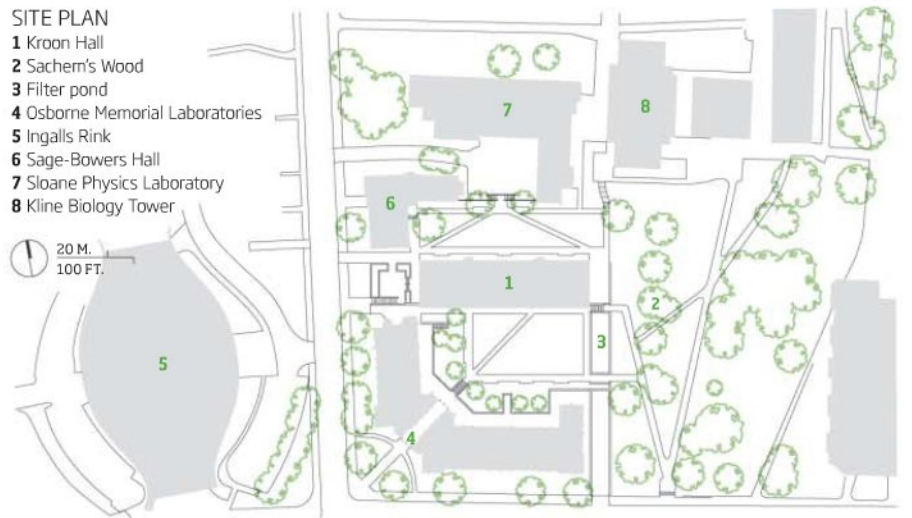 SITE PLAN
1 Kroon Hall
2 Sachem's Wood
3 Filter pond
4 Osborne Memorial Laboratories
5 Ingalls Rink
6 Sage-Bowers Hall
7 Sloane Physics Laboratory
8 Kline Biology Tower
20 M.
100 FT.
7
8
6
1
2
3
5
4